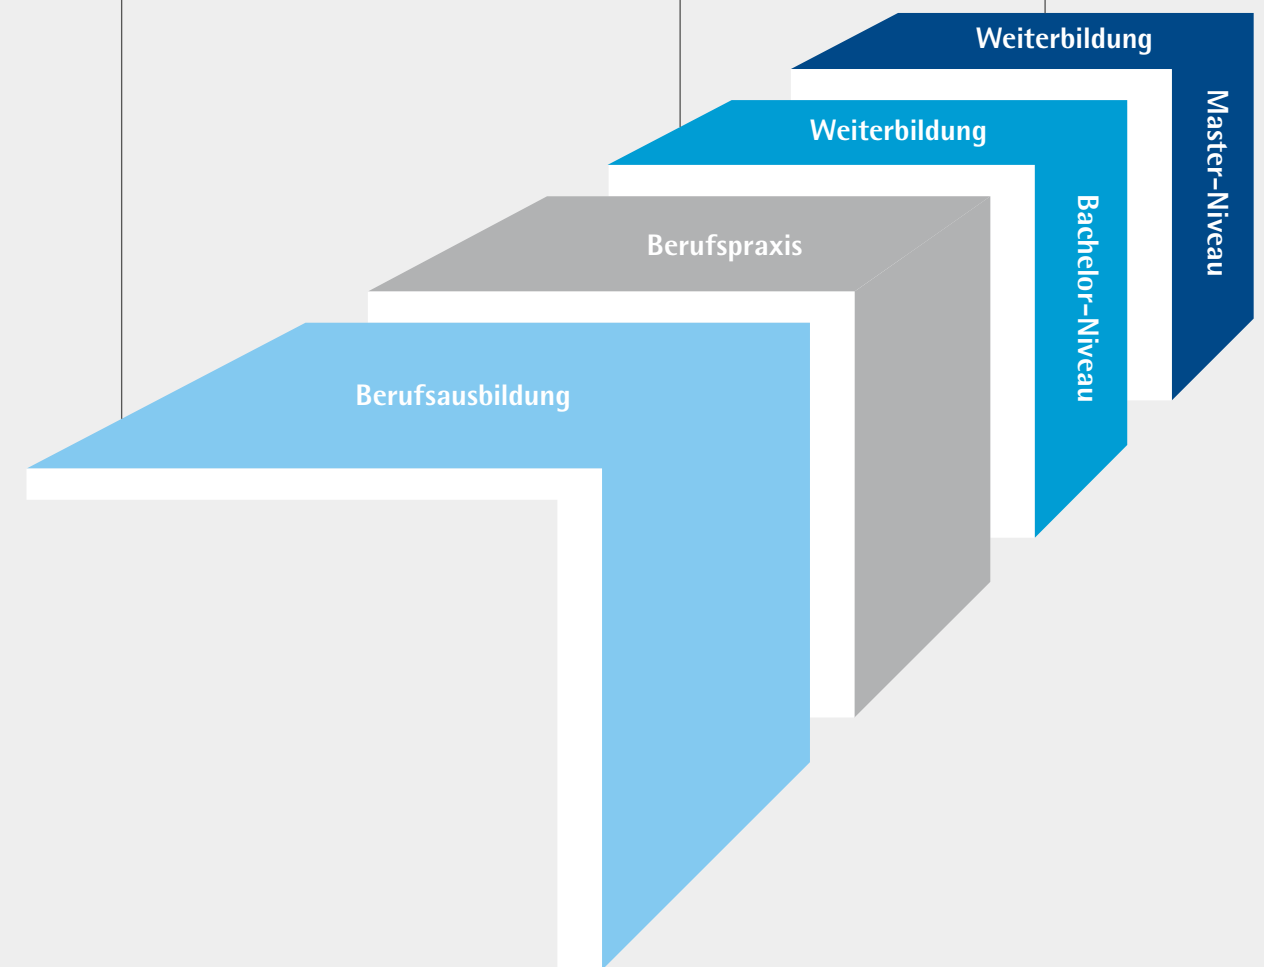 Weiterbildung
Master-Niveau
Weiterbildung
Bachelor-Niveau
Berufspraxis
Berufsausbildung